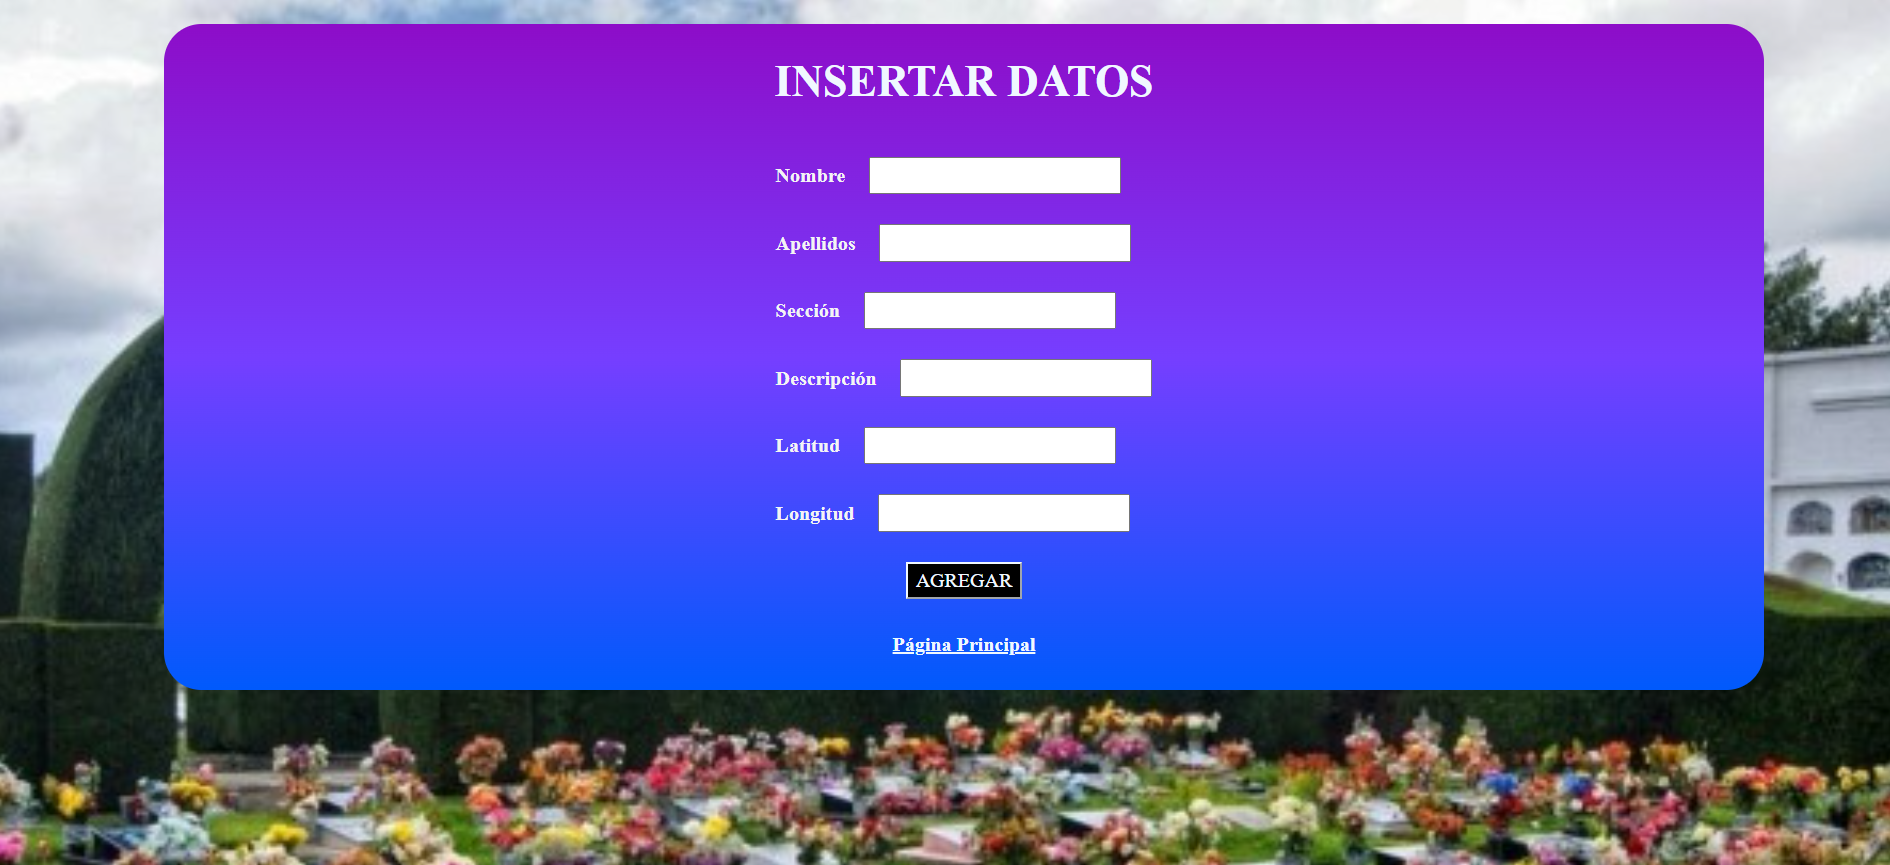 INSERTAR DATOS
Nombre
Apellidos
Sección
Descripción
Latitud
Longitud
AGREGAR
Página Principal